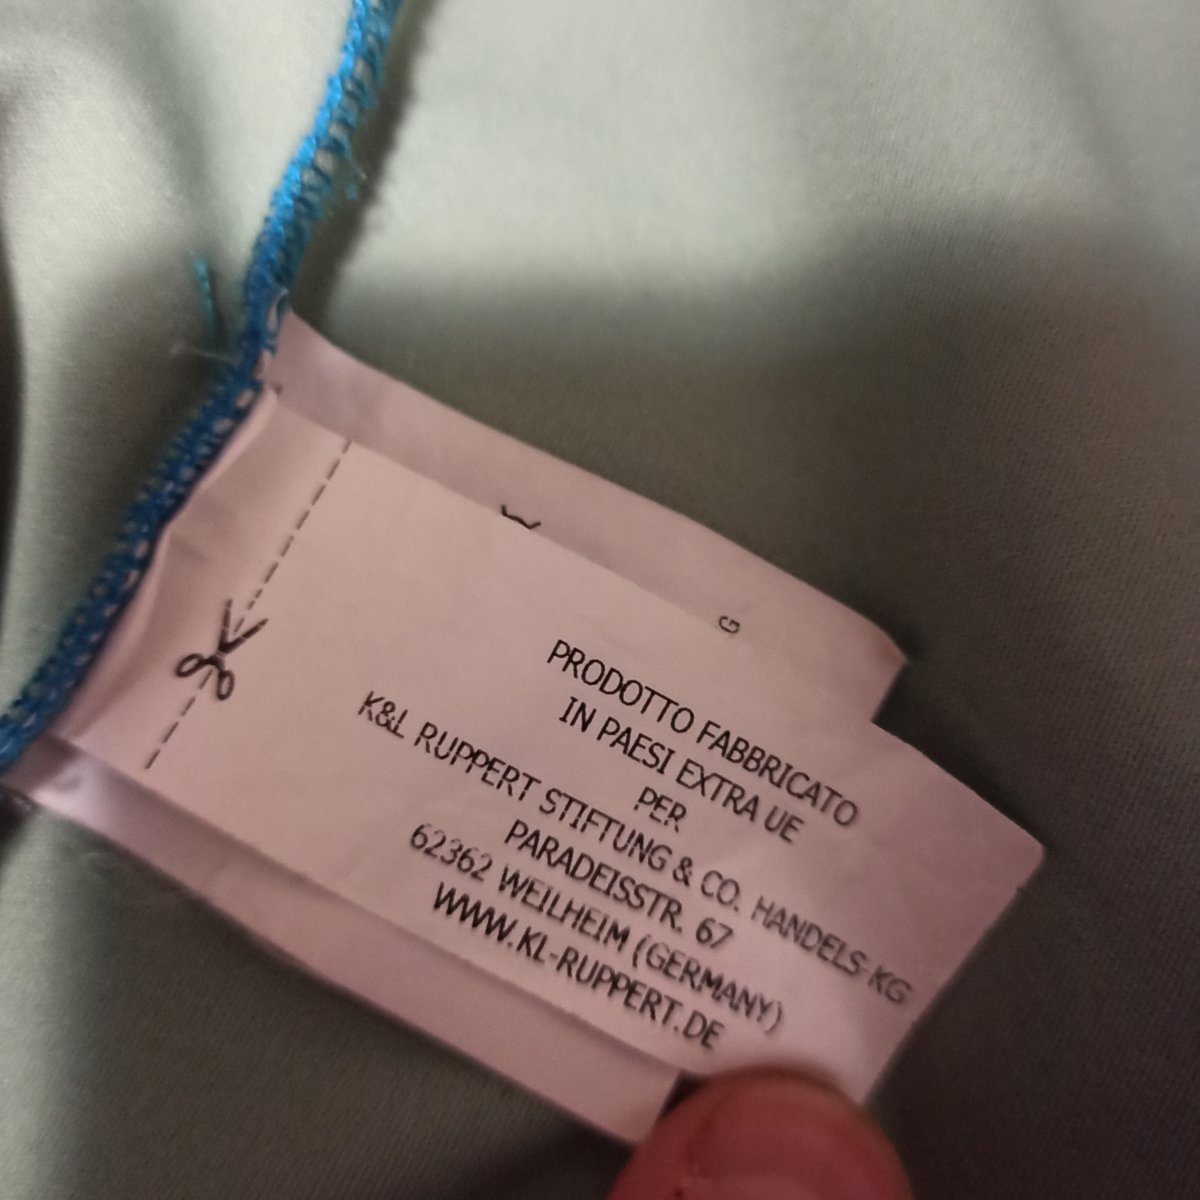 G
PRODOTTO FABBRICATO
IN PAESI EXTRA UE
PER
K&L RUPPERT STIFTUNG & CO. HANDELS-KG
PARADEISSTR. 67
62362 WEILHEIM (GERMANY)
WWW.KL-RUPPERT.DE